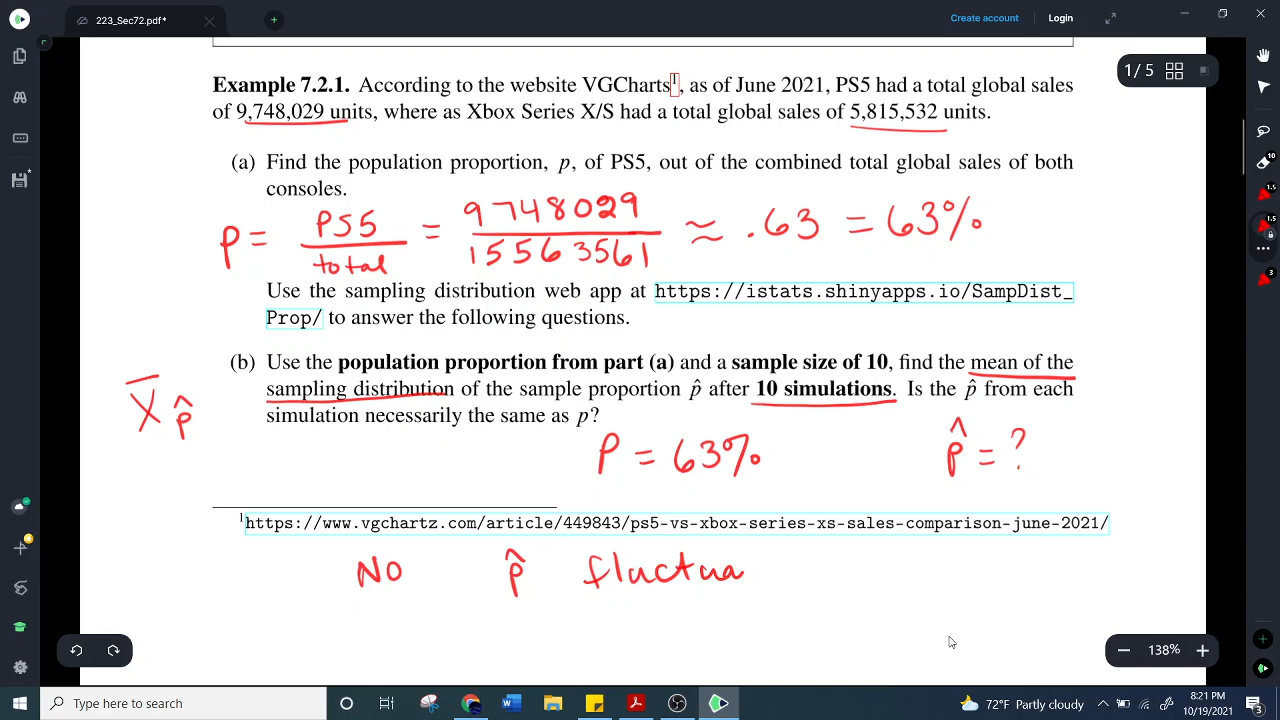 223_Sec72.pdf*
Create account
Login
1/5
Example 7.2.1. According to the website VGCharts¹, as of June 2021, PS5 had a total global sales
of 9,748,029 units, where as Xbox Series X/S had a total global sales of 5,815,532 units.
(a) Find the population proportion, p, of PS5, out of the combined total global sales of both
consoles.
p = PS5/total = 9748029/15563561 ≈ .63 = 63%
Use the sampling distribution web app at https://istats.shinyapps.io/SampDist_
Prop/ to answer the following questions.
(b) Use the population proportion from part (a) and a sample size of 10, find the mean of the
sampling distribution of the sample proportion p̂ after 10 simulations. Is the p̂ from each
simulation necessarily the same as p?
X̄ p̂
P = 63% p̂ = ?
¹https://www.vgchartz.com/article/449843/ps5-vs-xbox-series-xs-sales-comparison-june-2021/
No p̂ fluctua
138%
Type here to search
72°F Partly cloudy
8:21 PM
10/19/2021
10
1.5
1.5
3
3